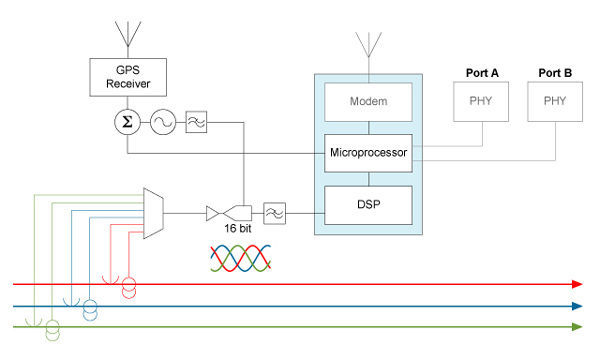 GPS
Receiver
Σ
Modem
Microprocessor
DSP
Port A
PHY
Port B
PHY
16 bit